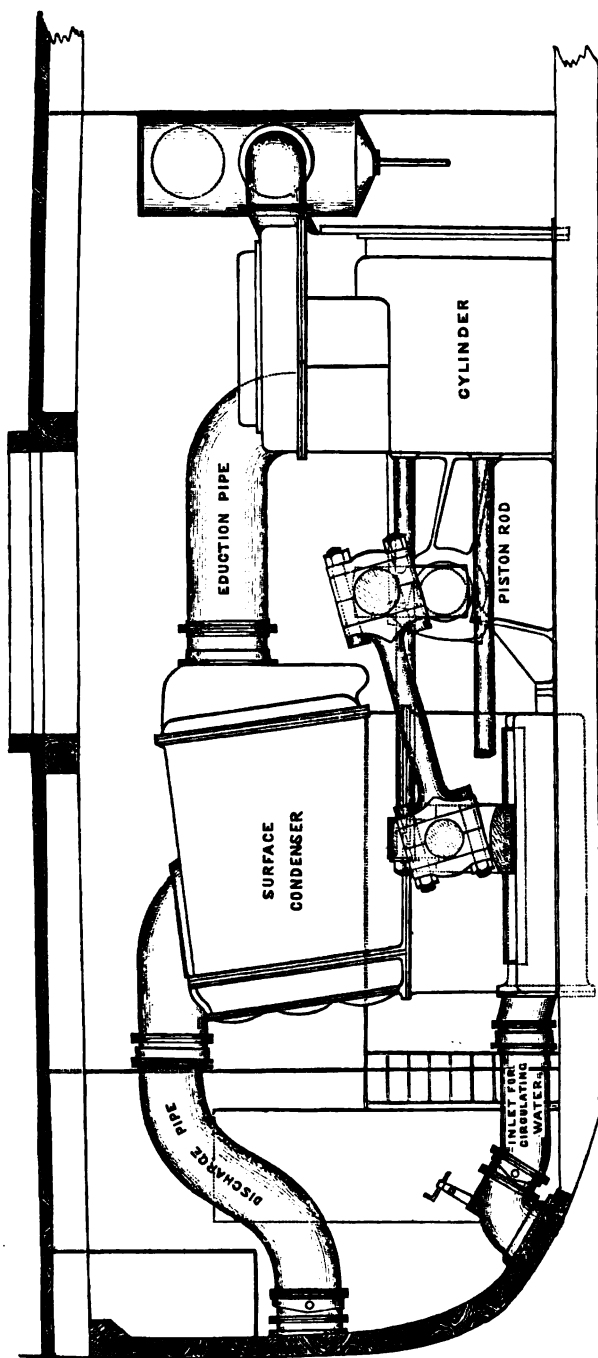 CYLINDER
EDUCTION PIPE
PISTON ROD
SURFACE
CONDENSER
DISCHARGE PIPE
INLET FOR
CIRCULATING
WATER